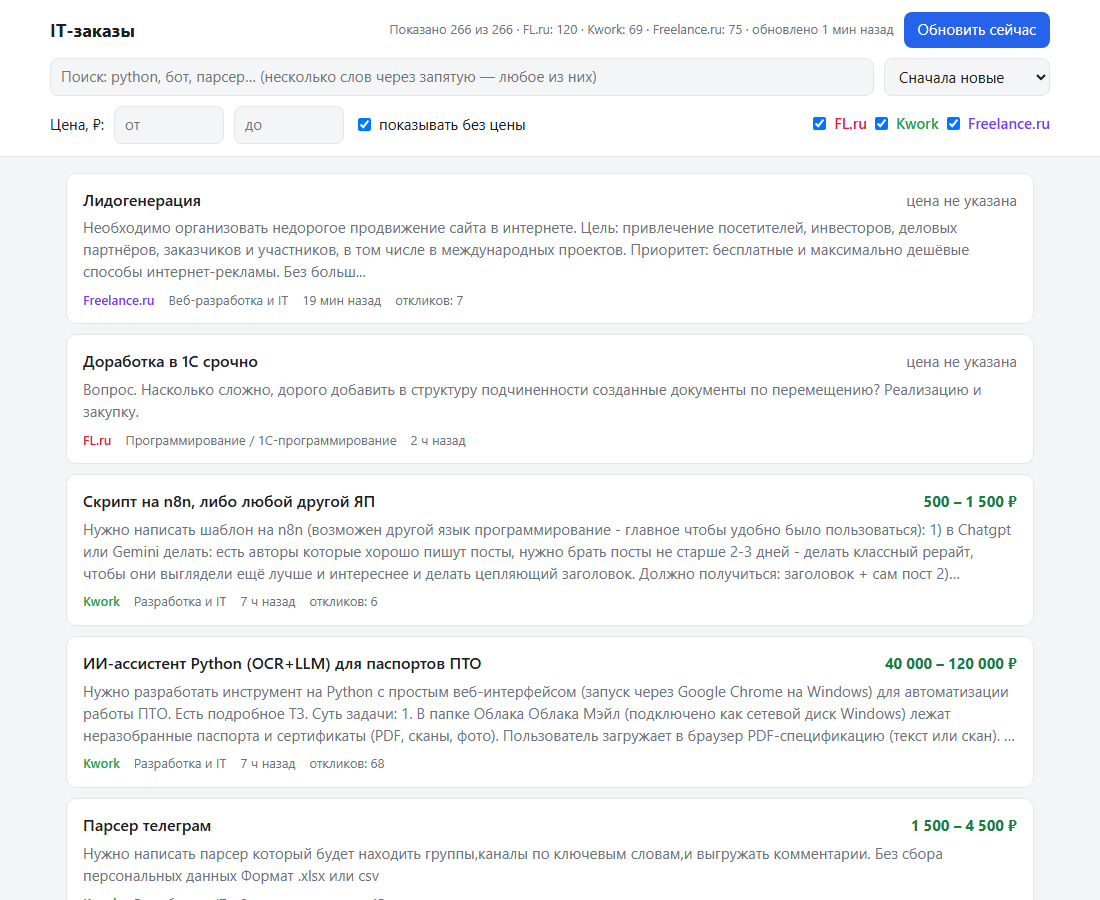 IT-заказы
Показано 266 из 266 · FL.ru: 120 · Kwork: 69 · Freelance.ru: 75 · обновлено 1 мин назад
Обновить сейчас
Поиск: python, бот, парсер... (несколько слов через запятую — любое из них)
Сначала новые
Цена, ₽:
от
до
показывать без цены
FL.ru
Kwork
Freelance.ru
Лидогенерация
цена не указана
Необходимо организовать недорогое продвижение сайта в интернете. Цель: привлечение посетителей, инвесторов, деловых
партнёров, заказчиков и участников, в том числе в международных проектов. Приоритет: бесплатные и максимально дешёвые
способы интернет-рекламы. Без больш...
Freelance.ru Веб-разработка и IT 19 мин назад откликов: 7
Доработка в 1С срочно
цена не указана
Вопрос. Насколько сложно, дорого добавить в структуру подчиненности созданные документы по перемещению? Реализацию и
закупку.
FL.ru Программирование / 1С-программирование 2 ч назад
Скрипт на n8n, либо любой другой ЯП
500 – 1 500 ₽
Нужно написать шаблон на n8n (возможен другой язык программирование - главное чтобы удобно было пользоваться): 1) в Chatgpt
или Gemini делать: есть авторы которые хорошо пишут посты, нужно брать посты не старше 2-3 дней - делать классный рерайт,
чтобы они выглядели ещё лучше и интереснее и делать цепляющий заголовок. Должно получиться: заголовок + сам пост 2)...
Kwork Разработка и IT 7 ч назад откликов: 6
ИИ-ассистент Python (OCR+LLM) для паспортов ПТО
40 000 – 120 000 ₽
Нужно разработать инструмент на Python с простым веб-интерфейсом (запуск через Google Chrome на Windows) для автоматизации
работы ПТО. Есть подробное ТЗ. Суть задачи: 1. В папке Облака Облака Мэйл (подключено как сетевой диск Windows) лежат
неразобранные паспорта и сертификаты (PDF, сканы, фото). Пользователь загружает в браузер PDF-спецификацию (текст или скан). ...
Kwork Разработка и IT 7 ч назад откликов: 68
Парсер телеграм
1 500 – 4 500 ₽
Нужно написать парсер который будет находить группы,каналы по ключевым словам,и выгружать комментарии. Без сбора
персональных данных Формат .xlsx или csv